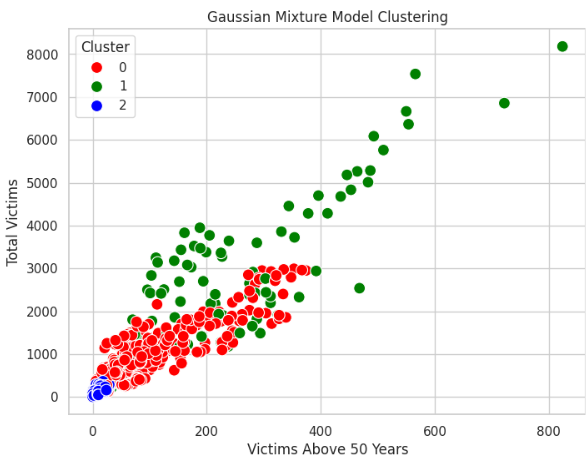 Gaussian Mixture Model Clustering
Cluster
0
1
2
Total Victims
8000
7000
6000
5000
4000
3000
2000
1000
0
0 200 400 600 800
Victims Above 50 Years